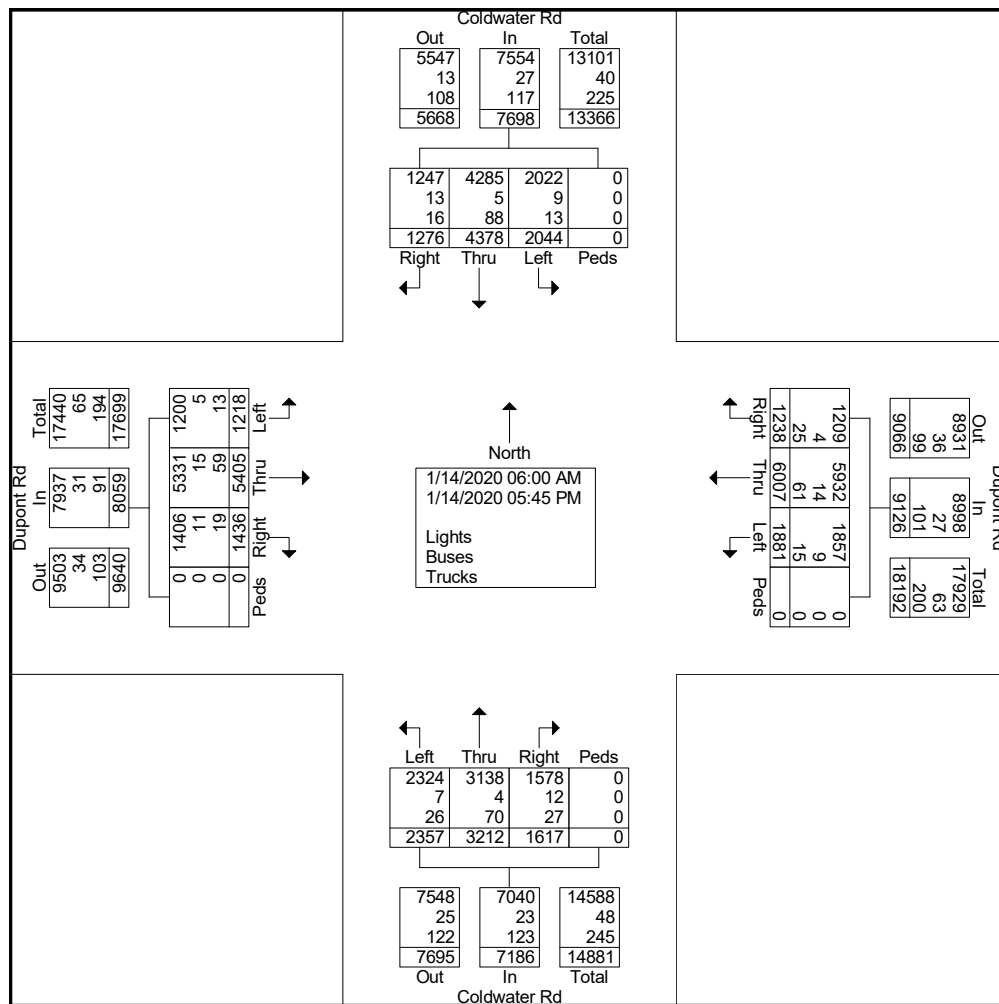 Coldwater Rd
Out In Total
5547 7554 13101
13 27 40
108 117 225
5668 7698 13366
1247 4285 2022 0
13 5 9 0
16 88 13 0
1276 4378 2044 0
Right Thru Left Peds
Dupont Rd
Total In Out
17440 7937 9503
65 31 34
194 91 103
17699 8059 9640
1200 5331 1406 0
5 15 11 0
13 59 19 0
1218 5405 1436 0
Left Thru Right Peds
North
1/14/2020 06:00 AM
1/14/2020 05:45 PM
Lights
Buses
Trucks
Right Thru Left Peds
1209 5932 1857 0
4 14 9 0
25 61 15 0
1238 6007 1881 0
Out In Total
8931 8998 17929
36 27 63
99 101 200
9066 9126 18192
Dupont Rd
Left Thru Right Peds
2324 3138 1578 0
7 4 12 0
26 70 27 0
2357 3212 1617 0
7548 7040 14588
25 23 48
122 123 245
7695 7186 14881
Out In Total
Coldwater Rd